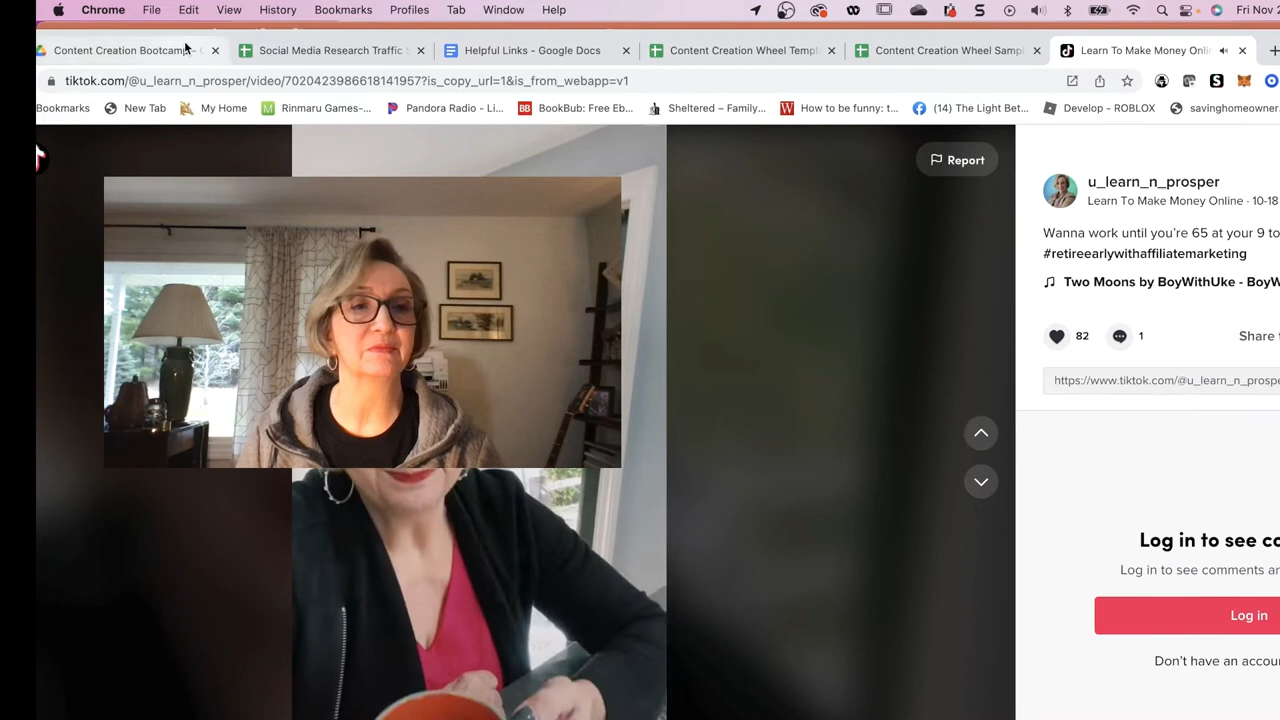 Chrome File Edit View History Bookmarks Profiles Tab Window Help Fri Nov 2
Content Creation Bootcamp - Social Media Research Traffic S Helpful Links - Google Docs Content Creation Wheel Templ Content Creation Wheel Sampl Learn To Make Money Onli
tiktok.com/@u_learn_n_prosper/video/7020423986618141957?is_copy_url=1&is_from_webapp=v1
Bookmarks New Tab My Home Rinmaru Games-... Pandora Radio - Li... BookBub: Free Eb... Sheltered – Family... How to be funny: t... (14) The Light Bet... Develop - ROBLOX savinghomeowner.
Report
u_learn_n_prosper
Learn To Make Money Online · 10-18
Wanna work until you're 65 at your 9 to
#retireearlywithaffiliatemarketing
Two Moons by BoyWithUke - BoyW
82 1 Share t
https://www.tiktok.com/@u_learn_n_prospe
Log in to see co
Log in to see comments an
Log in
Don't have an accou